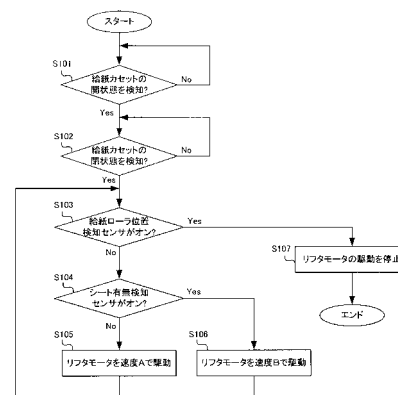 スタート
S101
給紙カセットの
開状態を検知?
No
Yes
S102
給紙カセットの
閉状態を検知?
No
Yes
S103
給紙ローラ位置
検知センサがオン?
Yes
No
S107
リフタモータの駆動を停止
S104
シート有無検知
センサがオン?
Yes
No
エンド
S105
リフタモータを速度Aで駆動
S106
リフタモータを速度Bで駆動